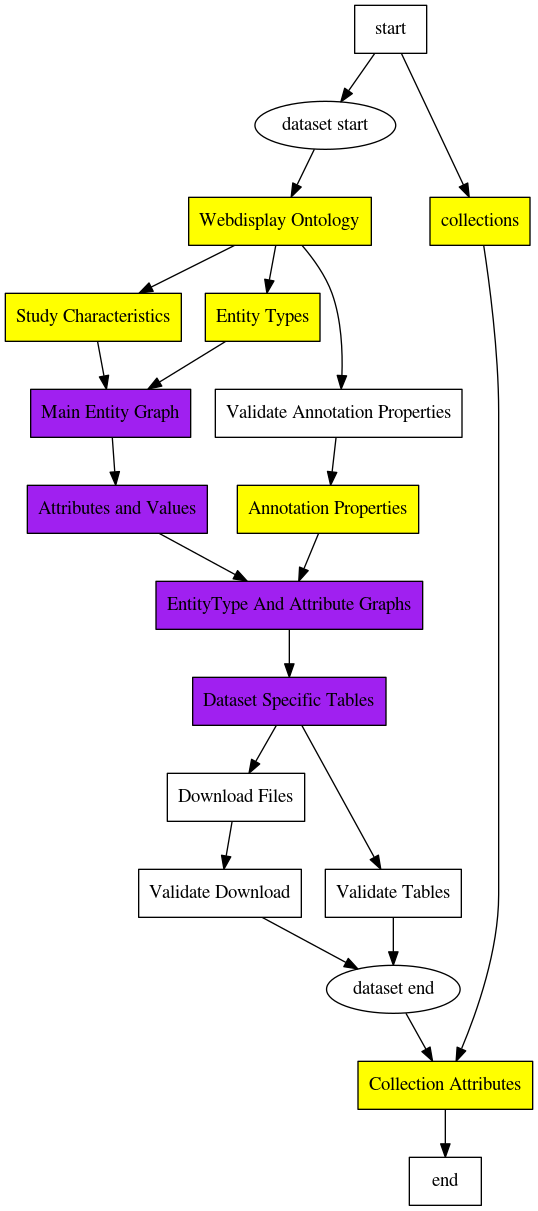 start
dataset start
Webdisplay Ontology
collections
Study Characteristics
Entity Types
Main Entity Graph
Validate Annotation Properties
Attributes and Values
Annotation Properties
EntityType And Attribute Graphs
Dataset Specific Tables
Download Files
Validate Download
Validate Tables
dataset end
Collection Attributes
end